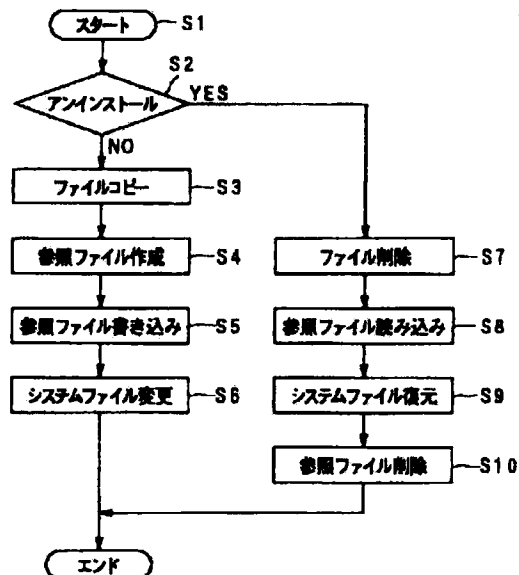 スタート S1
S2
アンインストール YES
NO
ファイルコピー S3
参照ファイル作成 S4
ファイル削除 S7
参照ファイル書き込み S5
参照ファイル読み込み S8
システムファイル変更 S6
システムファイル復元 S9
参照ファイル削除 S10
エンド